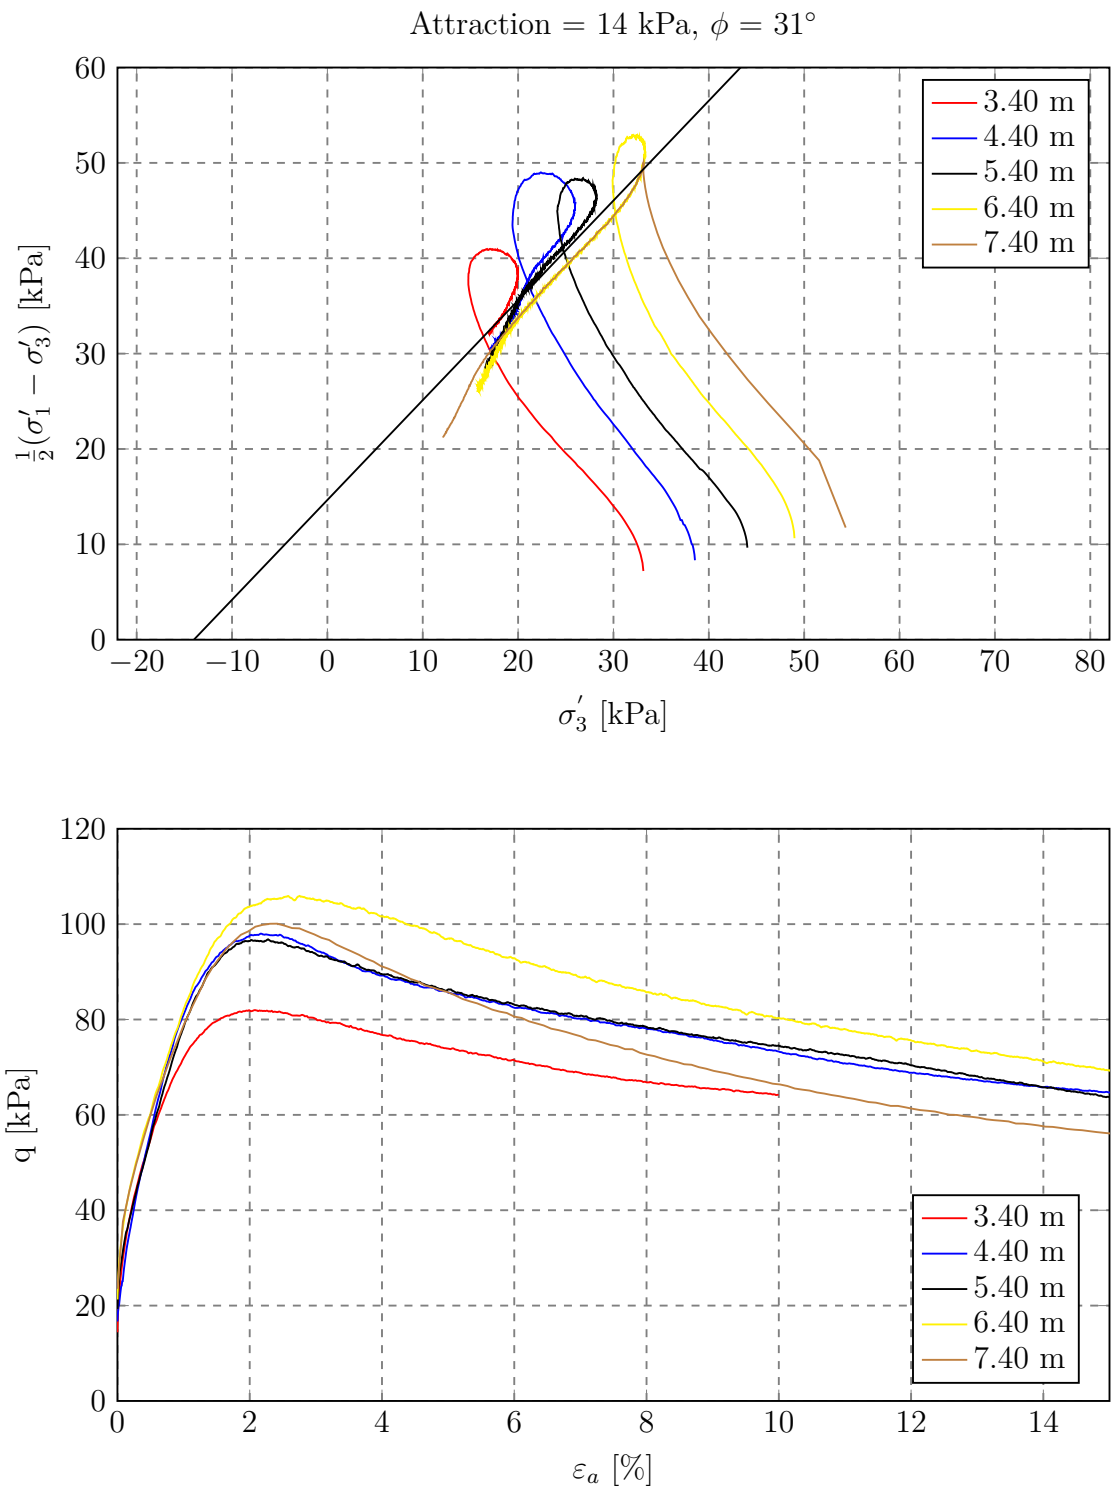 Attraction = 14 kPa, ϕ = 31°
60
50
40
30
20
10
0
½(σ′₁ − σ′₃) [kPa]
3.40 m
4.40 m
5.40 m
6.40 m
7.40 m
−20 −10 0 10 20 30 40 50 60 70 80
σ′₃ [kPa]
120
100
80
60
40
20
0
q [kPa]
3.40 m
4.40 m
5.40 m
6.40 m
7.40 m
0 2 4 6 8 10 12 14
εₐ [%]